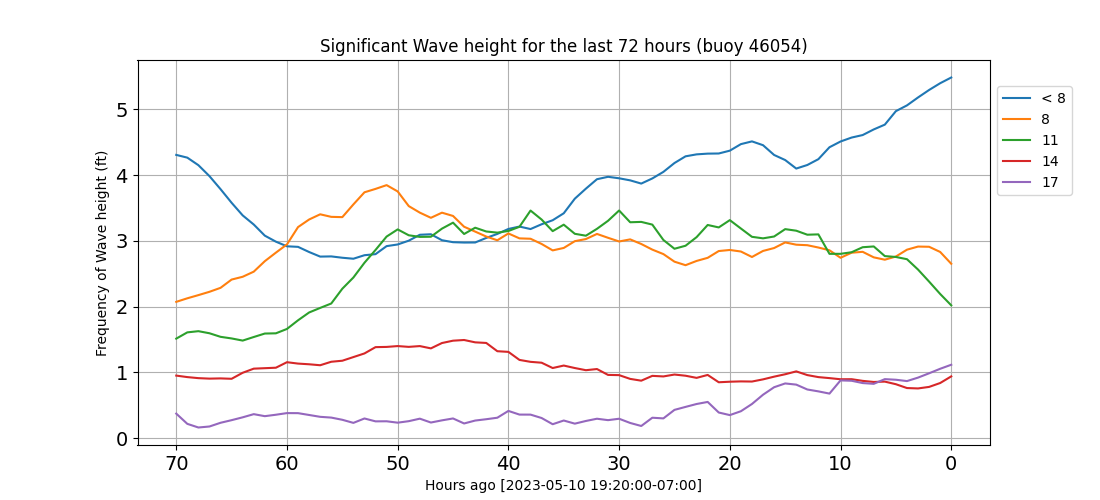 Significant Wave height for the last 72 hours (buoy 46054)
Frequency of Wave height (ft)
5
4
3
2
1
0
70 60 50 40 30 20 10 0
Hours ago [2023-05-10 19:20:00-07:00]
< 8
8
11
14
17